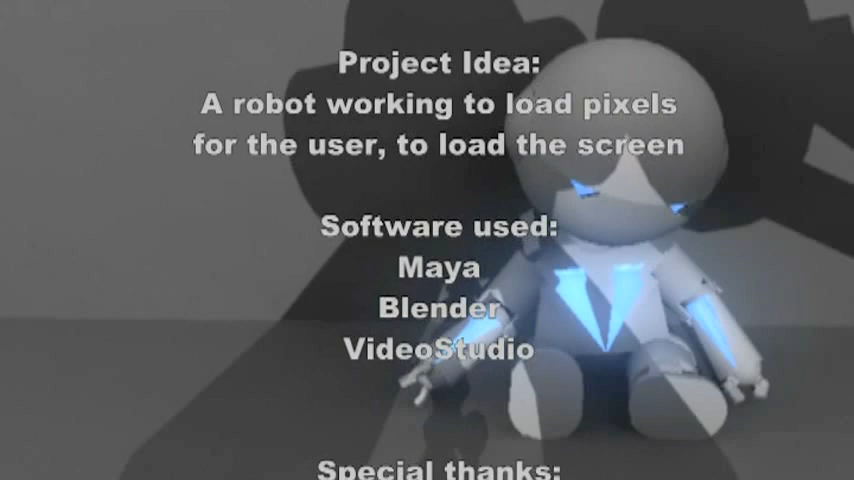 Project Idea:
A robot working to load pixels
for the user, to load the screen
Software used:
Maya
Blender
VideoStudio
Special thanks: